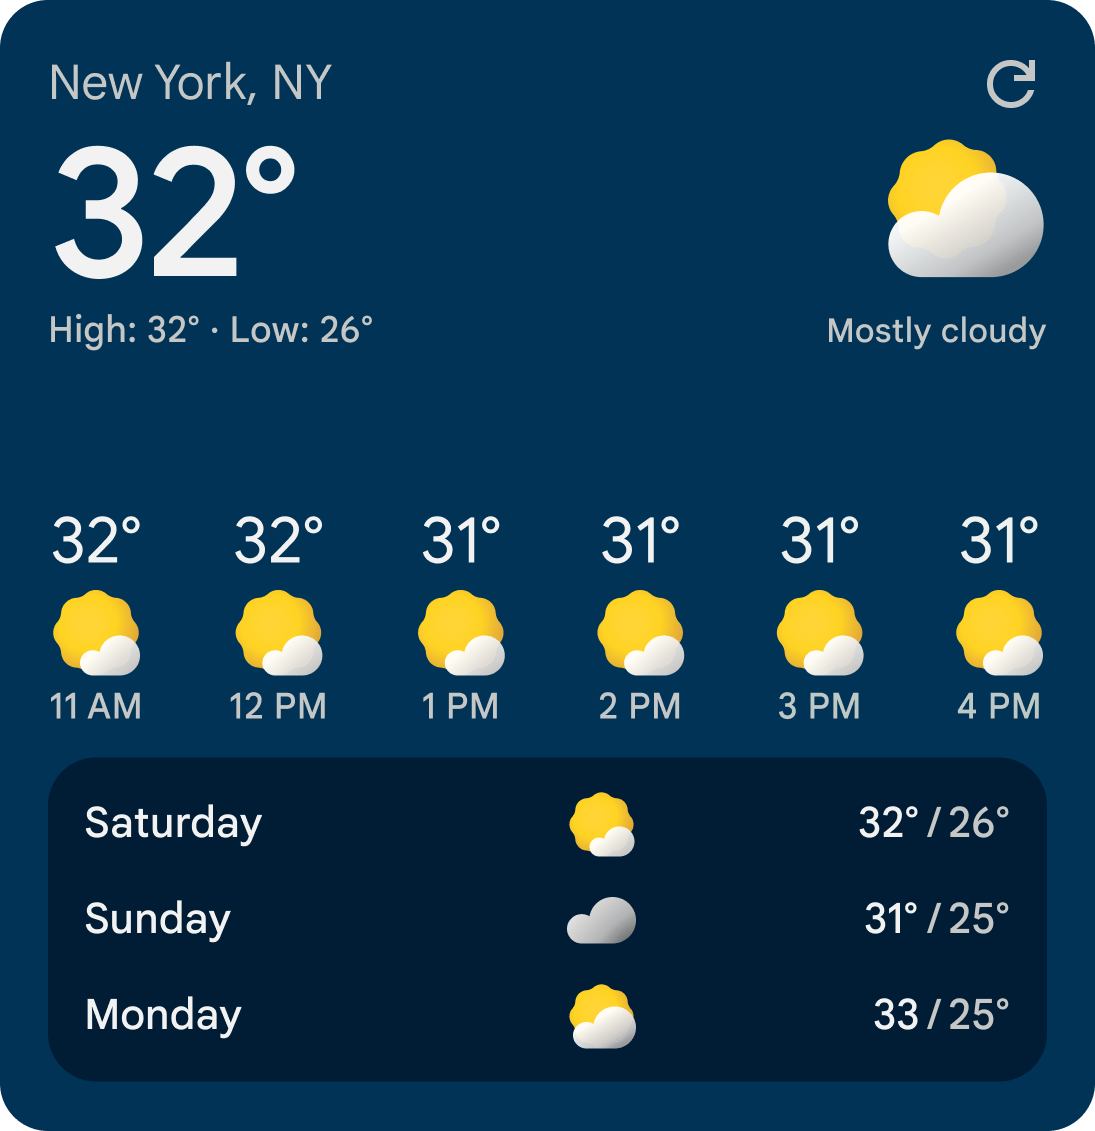 New York, NY
32°
High: 32° · Low: 26°
Mostly cloudy
32° 32° 31° 31° 31° 31°
11 AM 12 PM 1 PM 2 PM 3 PM 4 PM
Saturday 32° / 26°
Sunday 31° / 25°
Monday 33 / 25°